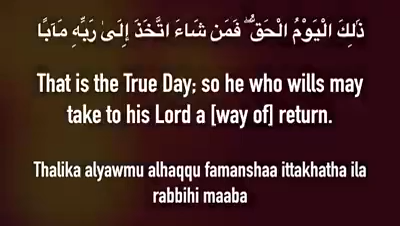 ذَٰلِكَ الْيَوْمُ الْحَقُّ ۖ فَمَن شَاءَ اتَّخَذَ إِلَىٰ رَبِّهِ مَآبًا
That is the True Day; so he who wills may
take to his Lord a [way of] return.
Thalika alyawmu alhaqqu famanshaa ittakhatha ila
rabbihi maaba